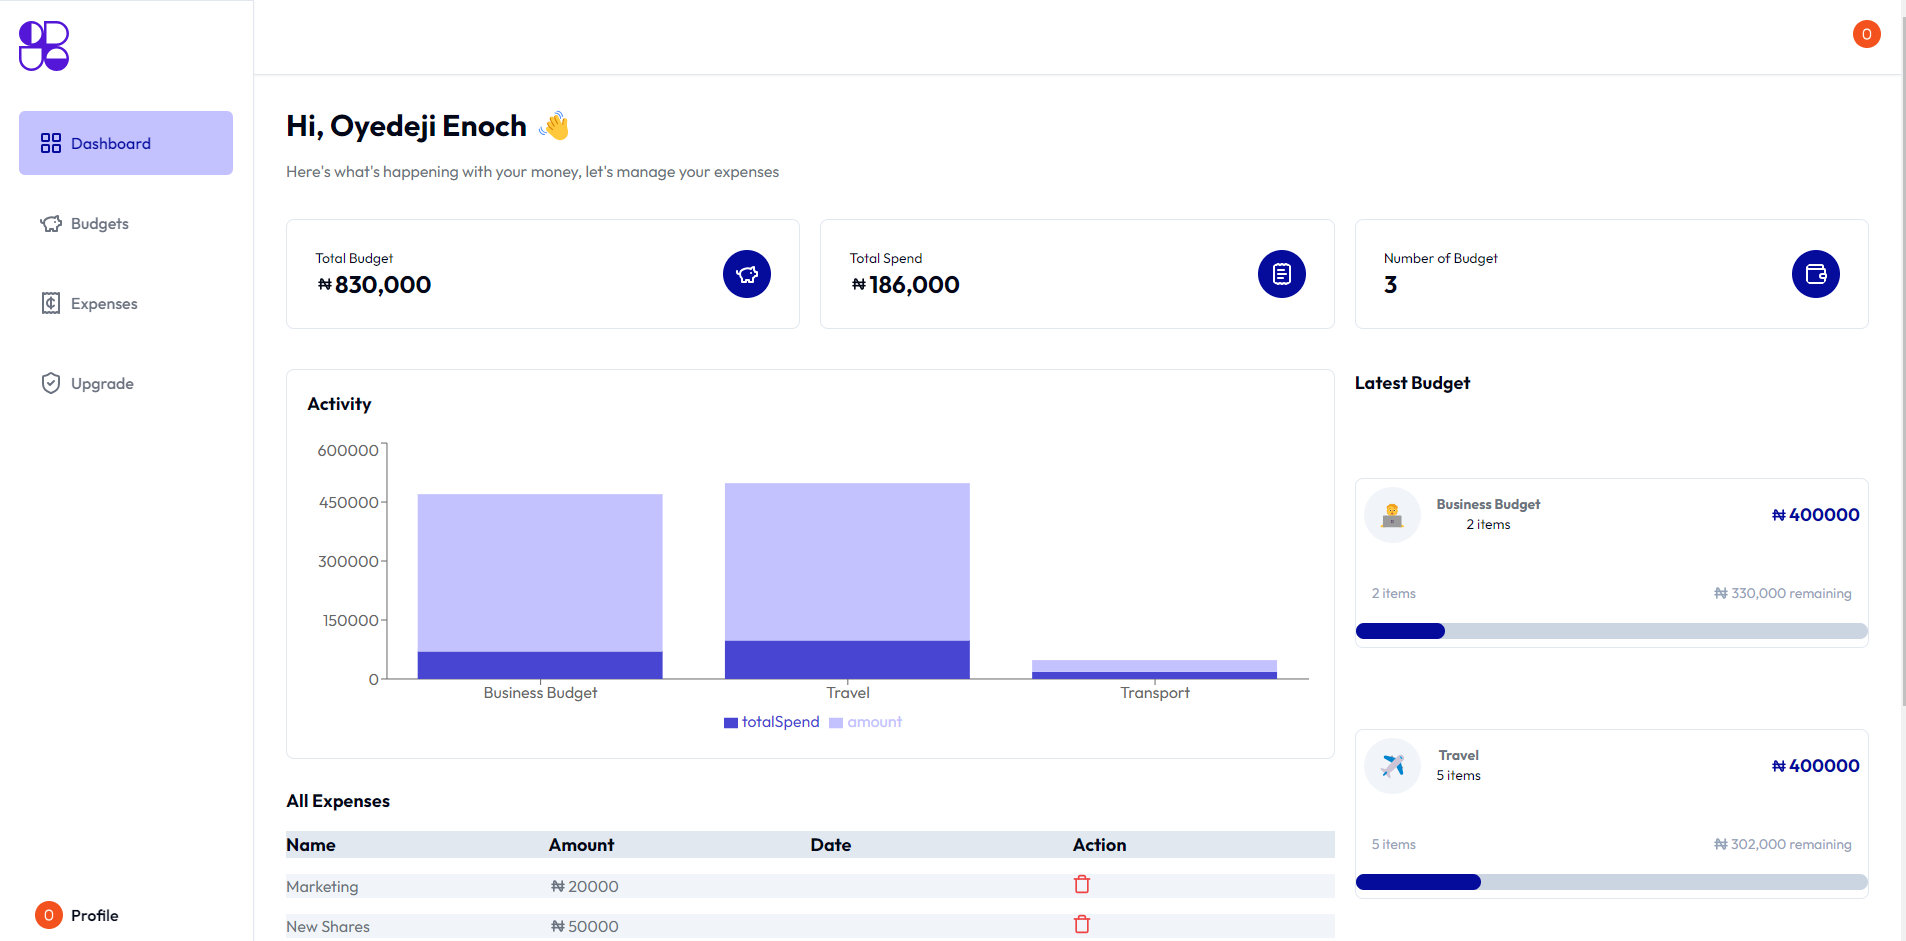 O
Dashboard
Budgets
Expenses
Upgrade
O
Profile
Hi, Oyedeji Enoch 👋
Here's what's happening with your money, let's manage your expenses
Total Budget
₦830,000
Total Spend
₦186,000
Number of Budget
3
Activity
600000
450000
300000
150000
0
Business Budget
Travel
Transport
totalSpend
amount
Latest Budget
Business Budget
2 items
₦400000
2 items
₦330,000 remaining
Travel
5 items
₦400000
5 items
₦302,000 remaining
All Expenses
Name Amount Date Action
Marketing ₦20000
New Shares ₦50000